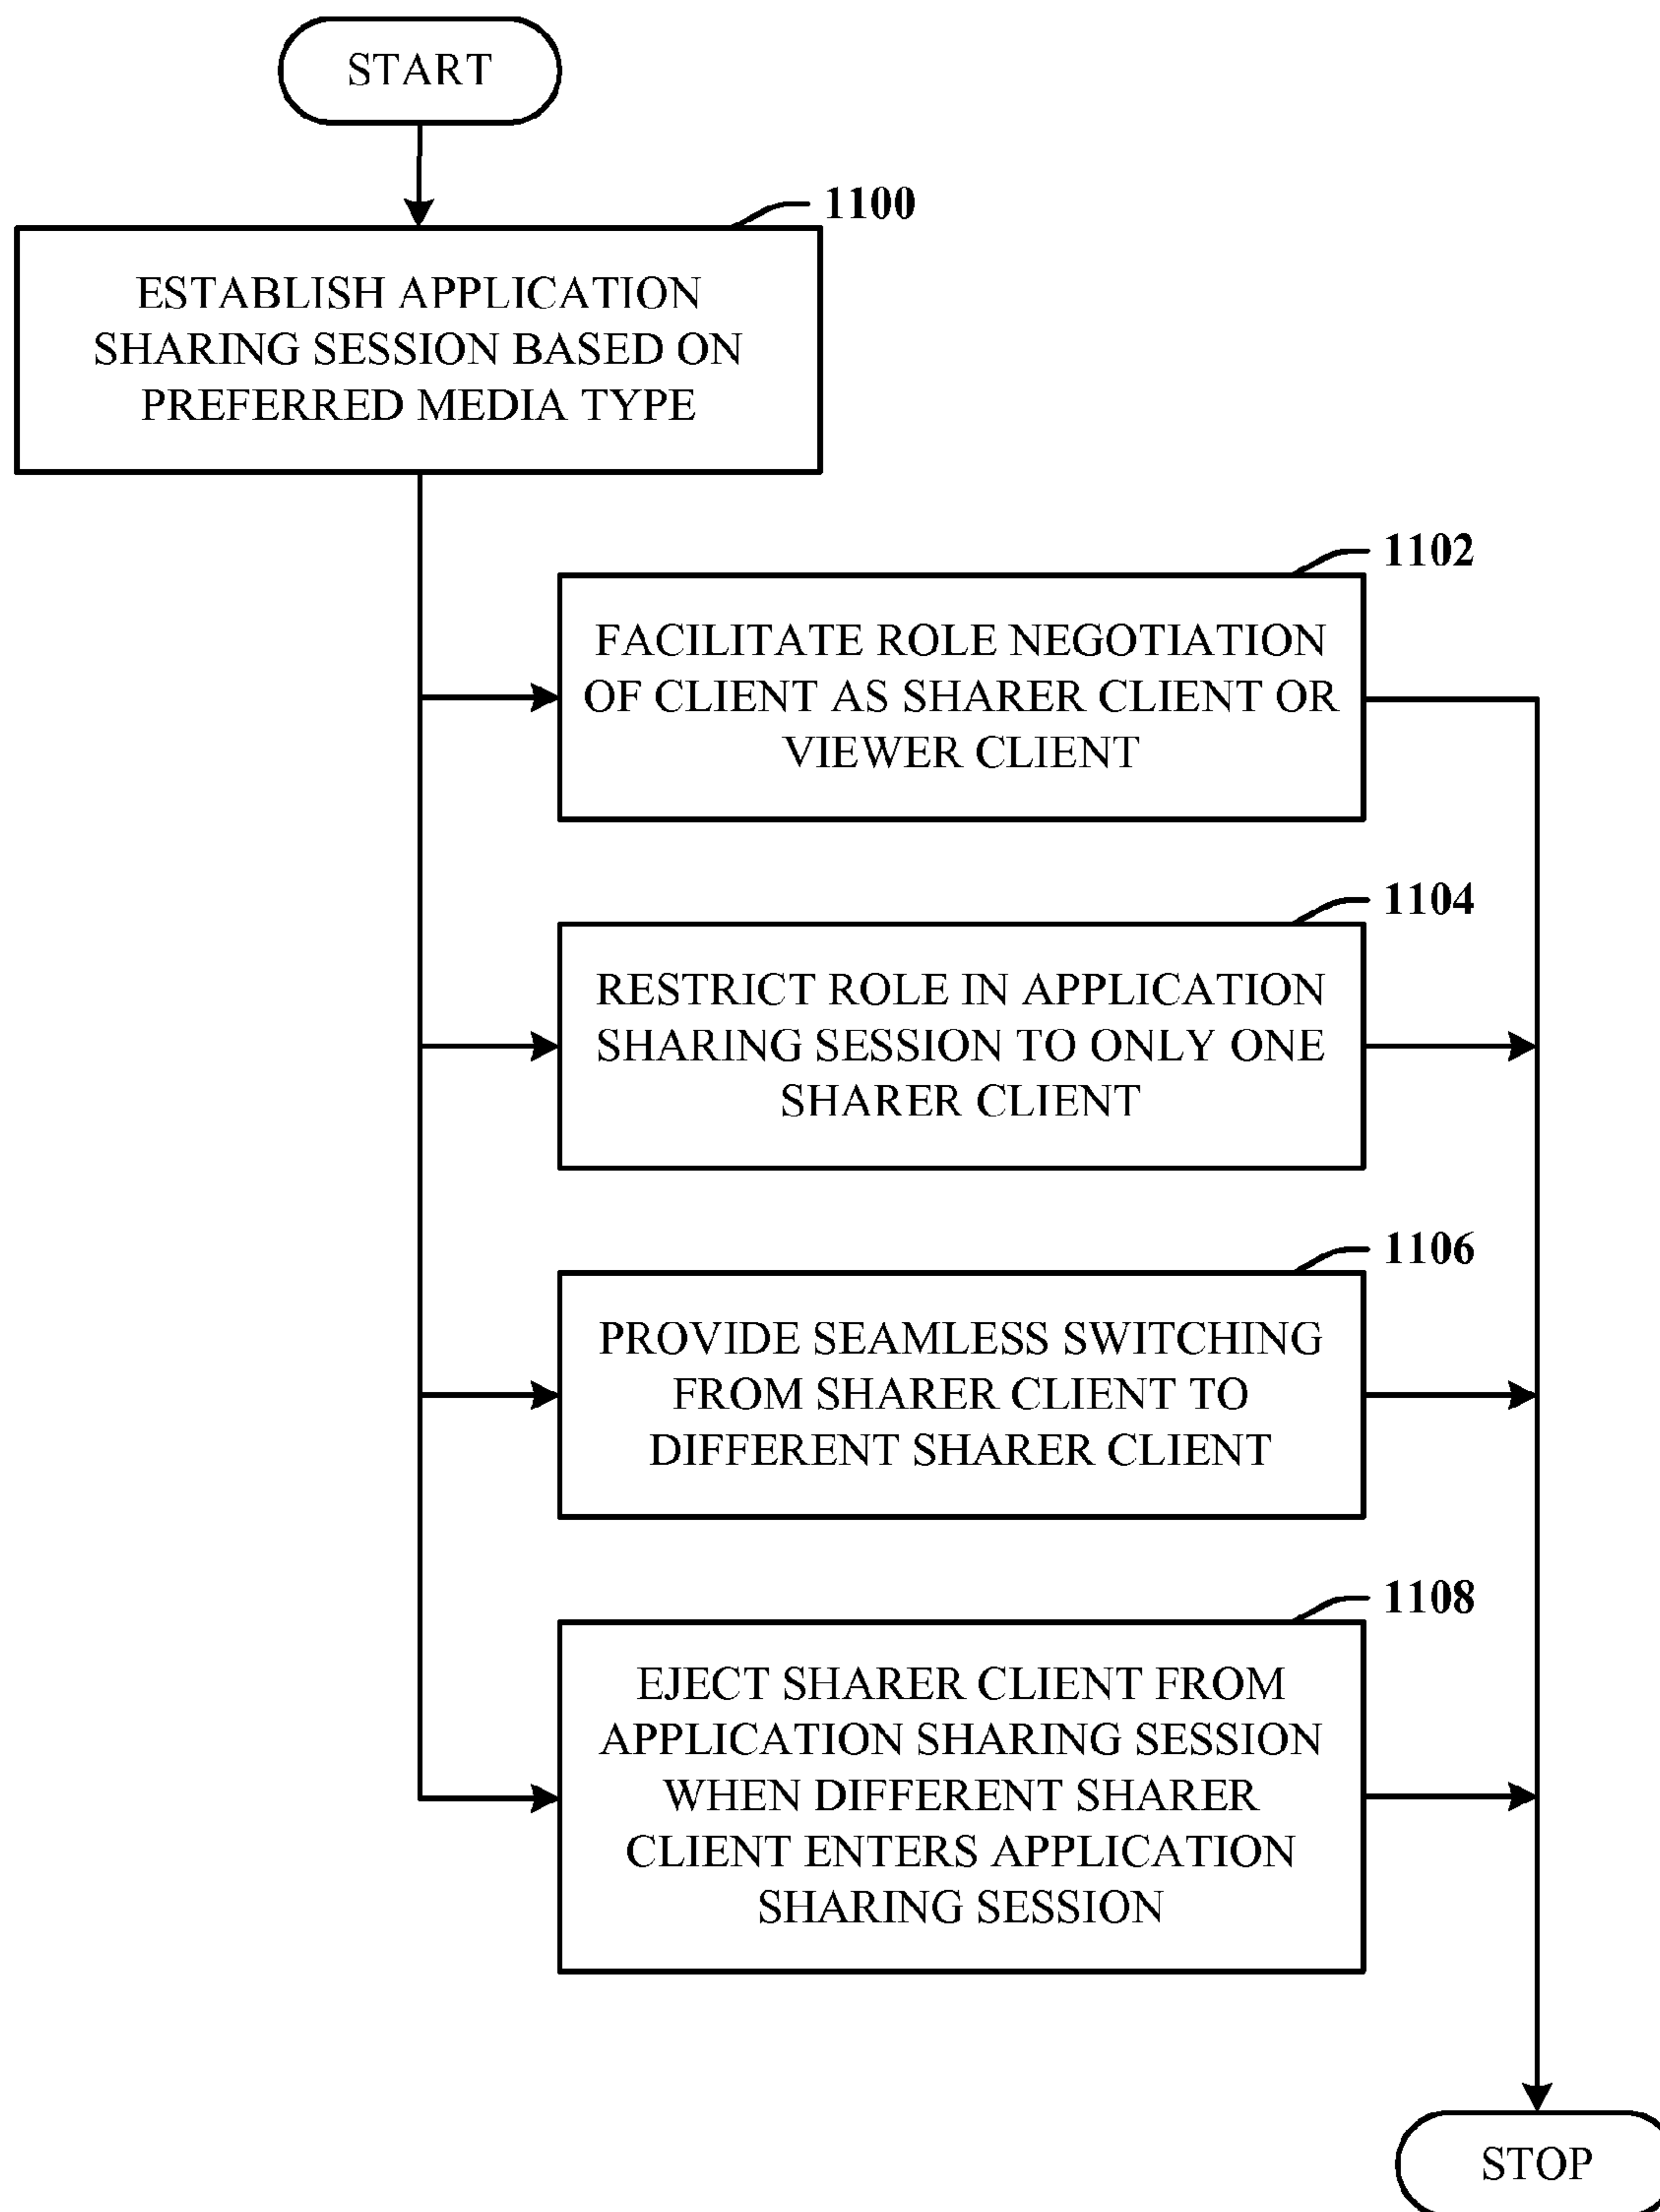 START
1100
ESTABLISH APPLICATION
SHARING SESSION BASED ON
PREFERRED MEDIA TYPE
1102
FACILITATE ROLE NEGOTIATION
OF CLIENT AS SHARER CLIENT OR
VIEWER CLIENT
1104
RESTRICT ROLE IN APPLICATION
SHARING SESSION TO ONLY ONE
SHARER CLIENT
1106
PROVIDE SEAMLESS SWITCHING
FROM SHARER CLIENT TO
DIFFERENT SHARER CLIENT
1108
EJECT SHARER CLIENT FROM
APPLICATION SHARING SESSION
WHEN DIFFERENT SHARER
CLIENT ENTERS APPLICATION
SHARING SESSION
STOP